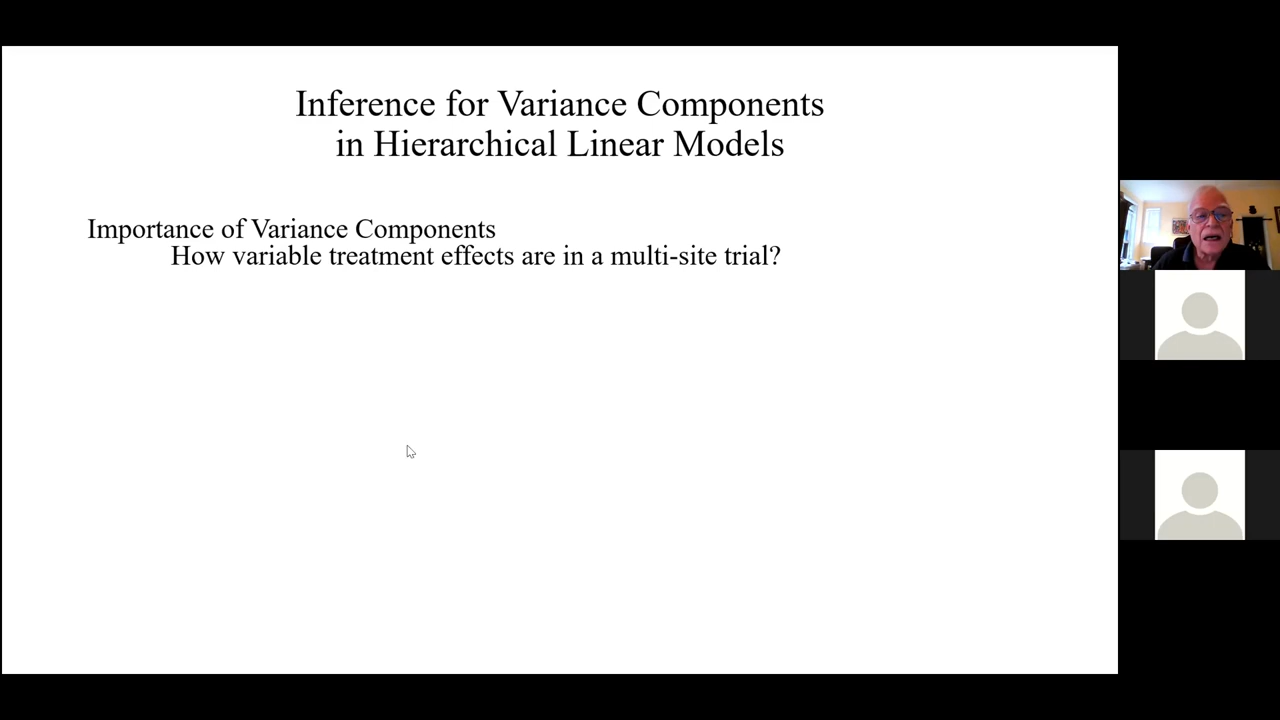 Inference for Variance Components
in Hierarchical Linear Models
Importance of Variance Components
How variable treatment effects are in a multi-site trial?